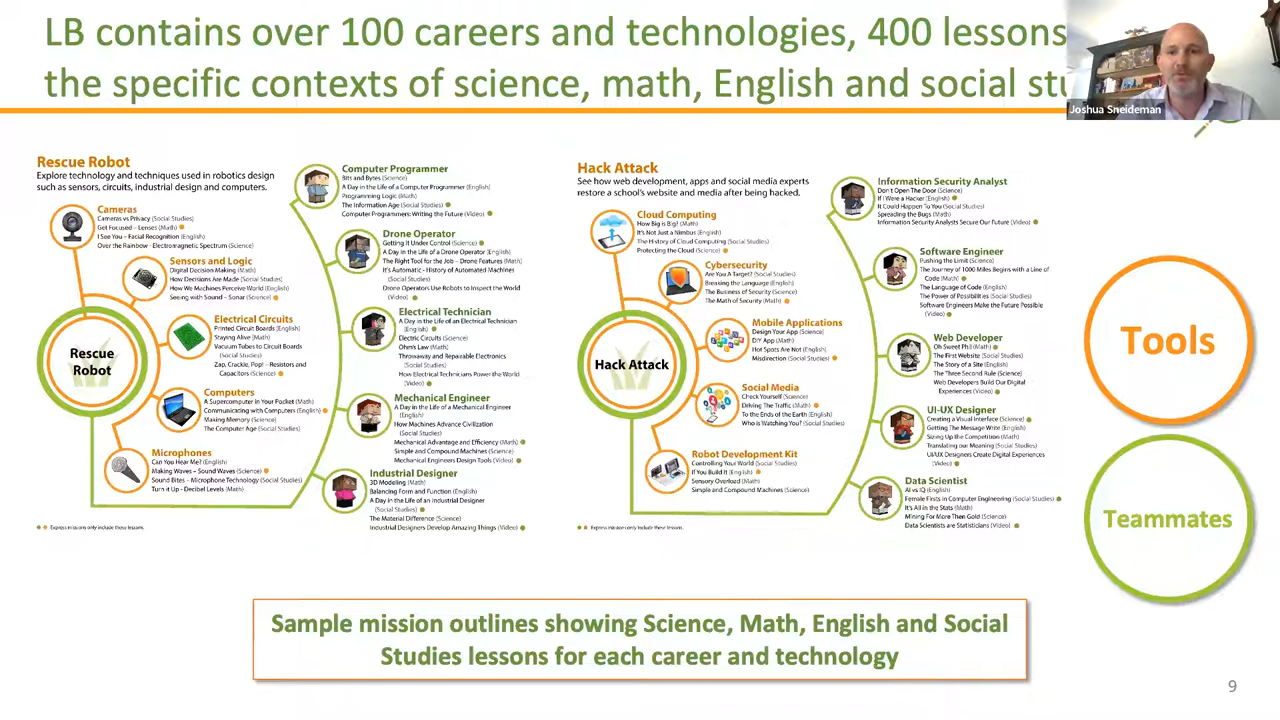 LB contains over 100 careers and technologies, 400 lessons
the specific contexts of science, math, English and social stu
Joshua Sneideman
Rescue Robot
Explore technology and techniques used in robotics design
such as sensors, circuits, industrial design and computers.
Cameras
Cameras vs Privacy (Social Studies)
Get Focused – Lenses (Math)
I See You – Facial Recognition (English)
Over the Rainbow - Electromagnetic Spectrum (Science)
Sensors and Logic
Digital Decision Making (Math)
How Decisions Are Made (Social Studies)
How We Machines Perceive World (English)
Seeing with Sound – Sonar (Science)
Electrical Circuits
Printed Circuit Boards (English)
Staying Alive (Math)
Vacuum Tubes to Circuit Boards
(Social Studies)
Zap, Crackle, Pop! – Resistors and
Capacitors (Science)
Computers
A Supercomputer in Your Pocket (Math)
Communicating with Computers (English)
Making Memory (Science)
The Computer Age (Social Studies)
Microphones
Can You Hear Me? (English)
Making Waves – Sound Waves (Science)
Sound Bites – Microphone Technology (Social Studies)
Turn it Up - Decibel Levels (Math)
Rescue
Robot
Computer Programmer
Bits and Bytes (Science)
A Day in the Life of a Computer Programmer (English)
Programming Logic (Math)
The Information Age (Social Studies)
Computer Programmers: Writing the Future (Video)
Drone Operator
Getting It Under Control (Science)
A Day in the Life of a Drone Operator (English)
The Right Tool for the Job – Drone Features (Math)
It's Automatic - History of Automated Machines
(Social Studies)
Drone Operators Use Robots to Inspect the World
(Video)
Electrical Technician
A Day in the Life of an Electrical Technician
(English)
Electric Circuits (Science)
Ohm's Law (Math)
Throwaway and Repairable Electronics
(Social Studies)
How Electrical Technicians Power the World
(Video)
Mechanical Engineer
A Day in the Life of a Mechanical Engineer
(English)
How Machines Advance Civilization
(Social Studies)
Mechanical Advantage and Efficiency (Math)
Simple and Compound Machines (Science)
Mechanical Engineers Design Tools (Video)
Industrial Designer
3D Modeling (Math)
Balancing Form and Function (English)
A Day in the Life of an Industrial Designer
(Social Studies)
The Material Difference (Science)
Industrial Designers Develop Amazing Things (Video)
Express missions only include these lessons.
Hack Attack
See how web development, apps and social media experts
restore a school's website and media after being hacked.
Cloud Computing
How Big is Big? (Math)
It's Not Just a Nimbus (English)
The History of Cloud Computing (Social Studies)
Protecting the Cloud (Science)
Cybersecurity
Are You A Target? (Social Studies)
Breaking the Language (English)
The Business of Security (Science)
The Math of Security (Math)
Mobile Applications
Design Your App (Science)
DIY App (Math)
Hot Spots Are Not (English)
Misdirection (Social Studies)
Social Media
Check Yourself (Science)
Driving The Traffic (Math)
To the Ends of the Earth (English)
Who is Watching You? (Social Studies)
Robot Development Kit
Controlling Your World (Social Studies)
If You Build It (English)
Sensory Overload (Math)
Simple and Compound Machines (Science)
Hack Attack
Information Security Analyst
Don't Open The Door (Science)
If I Were a Hacker (English)
It Could Happen To You (Social Studies)
Spreading the Bugs (Math)
Information Security Analysts Secure Our Future (Video)
Software Engineer
Pushing the Limit (Science)
The Journey of 1000 Miles Begins with a Line of
Code (Math)
The Language of Code (English)
The Power of Possibilities (Social Studies)
Software Engineers Make the Future Possible
(Video)
Web Developer
Oh Sweet Phi! (Math)
The First Website (Social Studies)
The Story of a Site (English)
The Three Second Rule (Science)
Web Developers Build Our Digital
Experiences (Video)
UI-UX Designer
Creating a Visual Interface (Science)
Getting The Message Write (English)
Sizing Up the Competition (Math)
Translating our Meaning (Social Studies)
UI/UX Designers Create Digital Experiences
(Video)
Data Scientist
AI vs IQ (English)
Female Firsts in Computer Engineering (Social Studies)
It's All in the Stats (Math)
Mining For More Then Gold (Science)
Data Scientists are Statisticians (Video)
Express missions only include these lessons.
Tools
Teammates
Sample mission outlines showing Science, Math, English and Social
Studies lessons for each career and technology
9